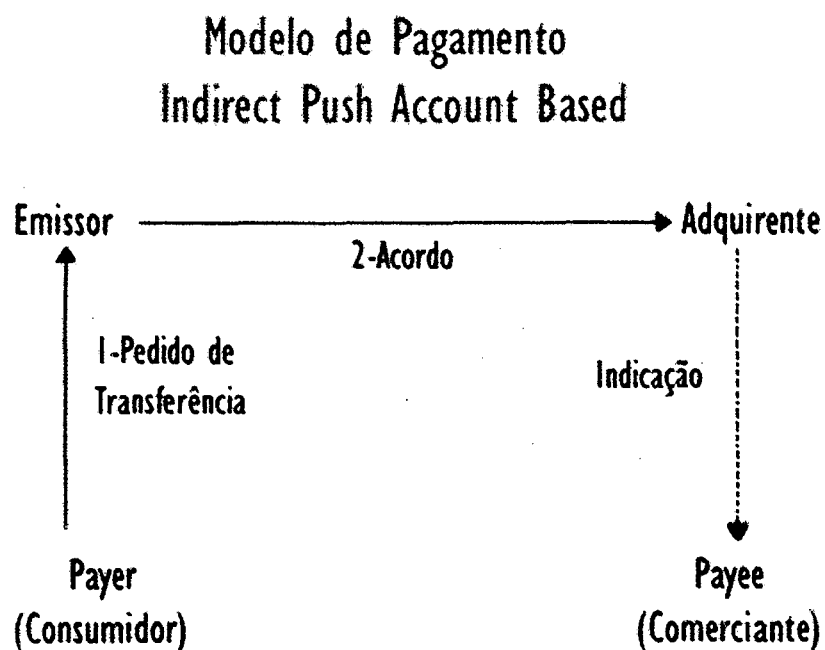 Modelo de Pagamento
Indirect Push Account Based
Emissor
Adquirente
2-Acordo
1-Pedido de
Transferência
Indicação
Payer
(Consumidor)
Payee
(Comerciante)